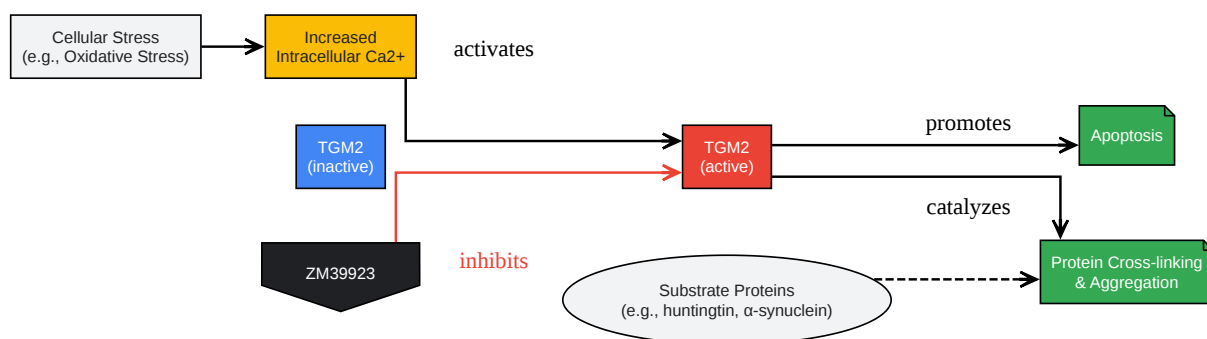 Cellular Stress
(e.g., Oxidative Stress)
Increased
Intracellular Ca2+
activates
TGM2
(inactive)
TGM2
(active)
promotes
Apoptosis
catalyzes
ZM39923
inhibits
Substrate Proteins
(e.g., huntingtin, α-synuclein)
Protein Cross-linking
& Aggregation